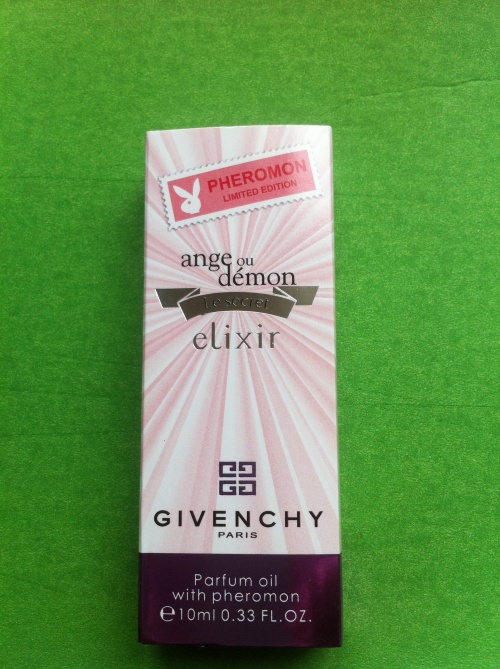 PHEROMON
LIMITED EDITION
ange ou
démon
Le secret
elixir
GIVENCHY
PARIS
Parfum oil
with pheromon
e10ml 0.33 FL.OZ.